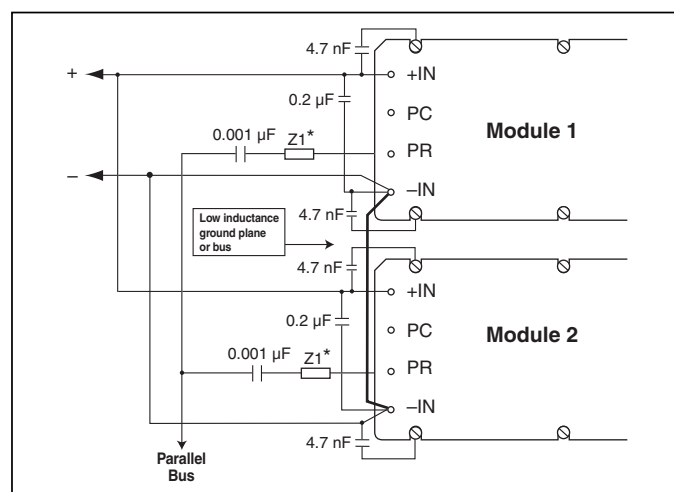 4.7 nF
+
+IN
0.2 µF
PC
Module 1
0.001 µF
Z1*
PR
–
–IN
4.7 nF
Low inductance
ground plane
or bus
4.7 nF
+IN
0.2 µF
PC
Module 2
0.001 µF
Z1*
PR
–IN
4.7 nF
Parallel
Bus